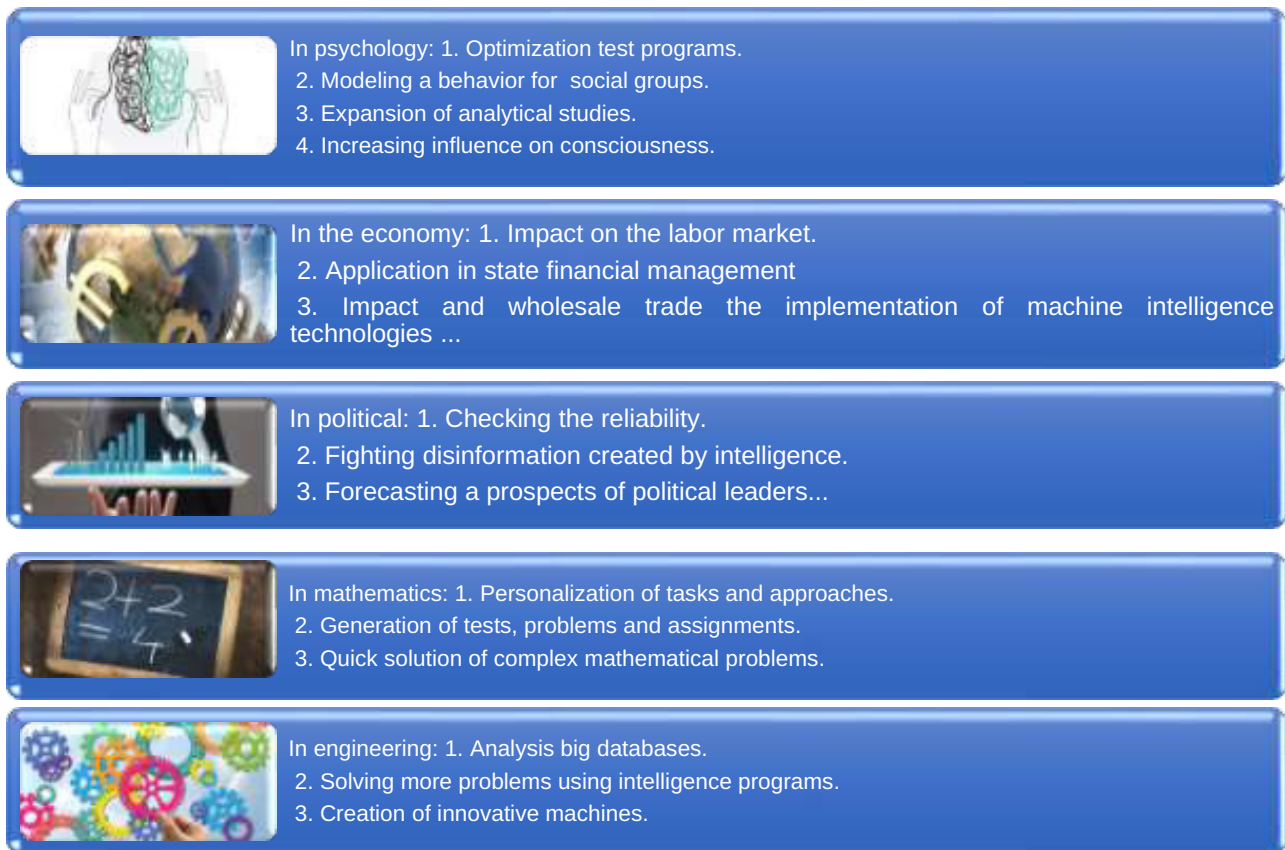 In psychology: 1. Optimization test programs.
2. Modeling a behavior for social groups.
3. Expansion of analytical studies.
4. Increasing influence on consciousness.
In the economy: 1. Impact on the labor market.
2. Application in state financial management
3. Impact and wholesale trade the implementation of machine intelligence
technologies ...
In political: 1. Checking the reliability.
2. Fighting disinformation created by intelligence.
3. Forecasting a prospects of political leaders...
2+2
= 4
In mathematics: 1. Personalization of tasks and approaches.
2. Generation of tests, problems and assignments.
3. Quick solution of complex mathematical problems.
In engineering: 1. Analysis big databases.
2. Solving more problems using intelligence programs.
3. Creation of innovative machines.